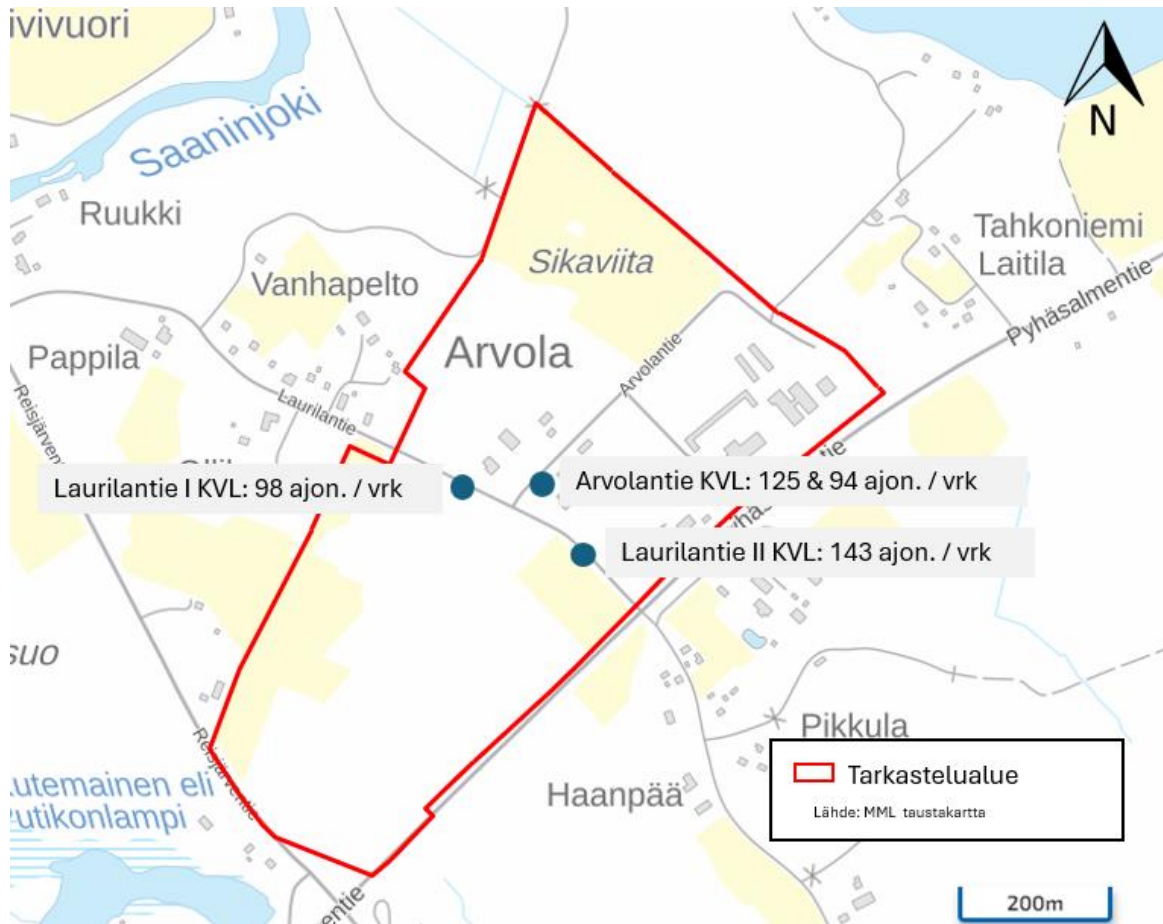 ivivuori
Saaninjoki
N
Ruukki
Tahkoniemi
Laitila
Sikaviita
Vanhapelto
Pyhäsalmentie
Pappila
Arvola
Arvolantie
Laurilantie
Laurilantie I KVL: 98 ajon. / vrk
Arvolantie KVL: 125 & 94 ajon. / vrk
Laurilantie II KVL: 143 ajon. / vrk
suo
Reisjärventie
Pikkula
Haanpää
utemainen eli
utikonlampi
Tarkastelualue
Lähde: MML taustakartta
entie
200m